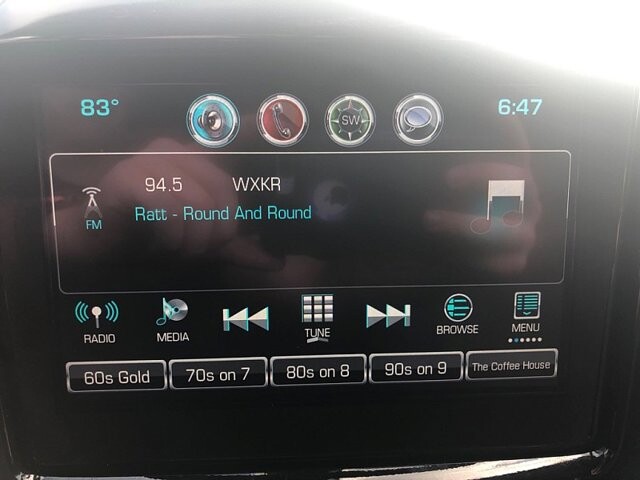 83° SW 6:47
94.5 WXKR
FM Ratt - Round And Round
RADIO MEDIA TUNE BROWSE MENU
60s Gold 70s on 7 80s on 8 90s on 9 The Coffee House